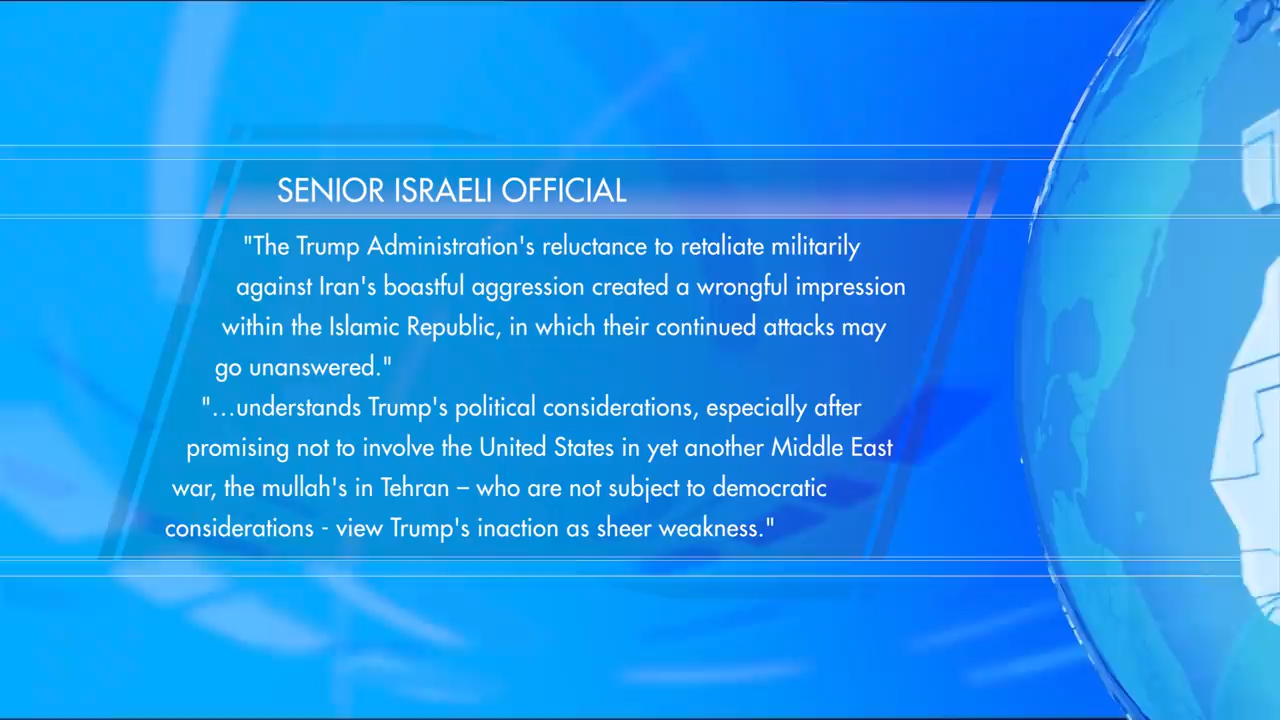 SENIOR ISRAELI OFFICIAL
"The Trump Administration's reluctance to retaliate militarily
against Iran's boastful aggression created a wrongful impression
within the Islamic Republic, in which their continued attacks may
go unanswered."
"...understands Trump's political considerations, especially after
promising not to involve the United States in yet another Middle East
war, the mullah's in Tehran – who are not subject to democratic
considerations - view Trump's inaction as sheer weakness."